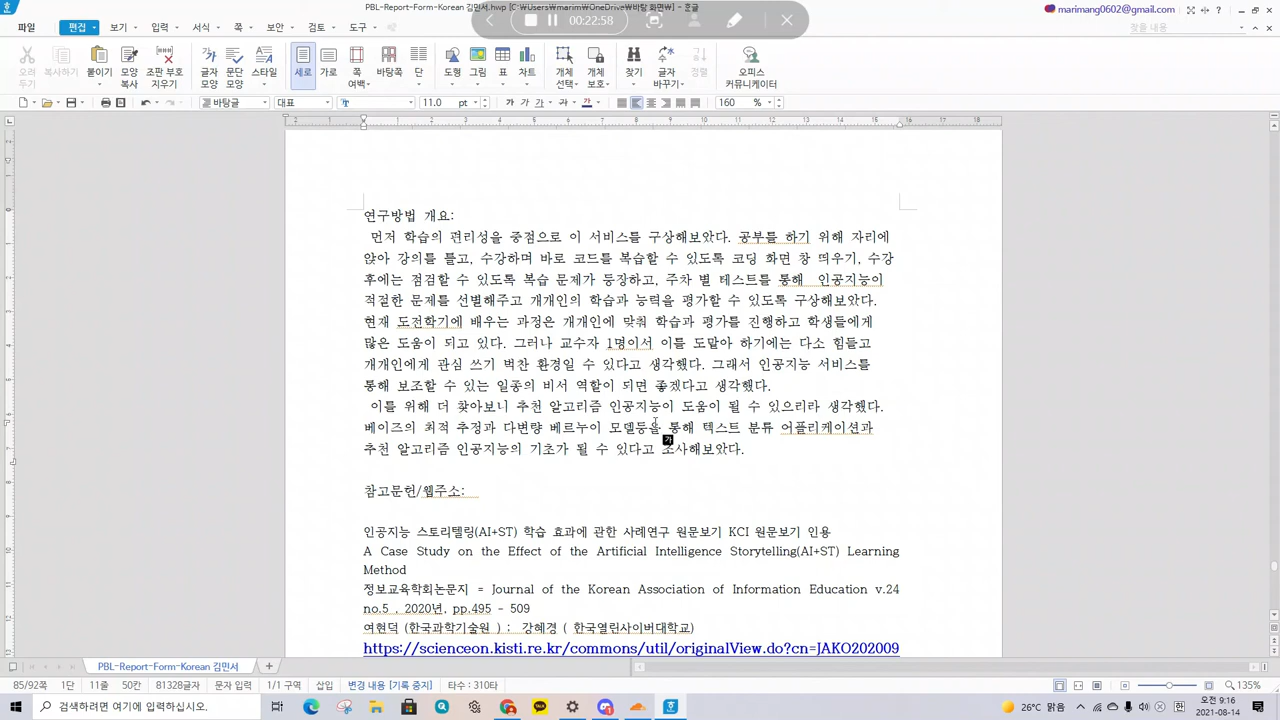 PBL-Report-Form-Korean 김민서.hwp [C:\Users\marim\OneDrive\바탕 화면\] - 한글
00:22:58
marimang0602@gmail.com
파일 편집 보기 입력 서식 쪽 보안 검토 도구
찾을 내용
오려 두기 복사하기 붙이기 모양 복사 조판 부호 지우기 글자 모양 문단 모양 스타일 세로 가로 쪽 여백 바탕쪽 단 도형 그림 표 차트 개체 선택 개체 보호 찾기 글자 바꾸기 정렬 오피스 커뮤니케이터
바탕글 대표 11.0 pt 가 가 가 가 가 160 %
연구방법 개요:
먼저 학습의 편리성을 중점으로 이 서비스를 구상해보았다. 공부를 하기 위해 자리에
앉아 강의를 틀고, 수강하며 바로 코드를 복습할 수 있도록 코딩 화면 창 띄우기, 수강
후에는 점검할 수 있도록 복습 문제가 등장하고, 주차 별 테스트를 통해 인공지능이
적절한 문제를 선별해주고 개개인의 학습과 능력을 평가할 수 있도록 구상해보았다.
현재 도전학기에 배우는 과정은 개개인에 맞춰 학습과 평가를 진행하고 학생들에게
많은 도움이 되고 있다. 그러나 교수자 1명이서 이를 도맡아 하기에는 다소 힘들고
개개인에게 관심 쓰기 벅찬 환경일 수 있다고 생각했다. 그래서 인공지능 서비스를
통해 보조할 수 있는 일종의 비서 역할이 되면 좋겠다고 생각했다.
이를 위해 더 찾아보니 추천 알고리즘 인공지능이 도움이 될 수 있으리라 생각했다.
베이즈의 최적 추정과 다변량 베르누이 모델등을 통해 텍스트 분류 어플리케이션과
가
추천 알고리즘 인공지능의 기초가 될 수 있다고 조사해보았다.
참고문헌/웹주소:
인공지능 스토리텔링(AI+ST) 학습 효과에 관한 사례연구 원문보기 KCI 원문보기 인용
A Case Study on the Effect of the Artificial Intelligence Storytelling(AI+ST) Learning
Method
정보교육학회논문지 = Journal of the Korean Association of Information Education v.24
no.5 , 2020년, pp.495 - 509
여현덕 (한국과학기술원 ) ; 강혜경 ( 한국열린사이버대학교)
https://scienceon.kisti.re.kr/commons/util/originalView.do?cn=JAKO202009
PBL-Report-Form-Korean 김민서
85/92쪽 1단 11줄 50칸 81328글자 문자 입력 1/1 구역 삽입 변경 내용 [기록 중지] 타수 : 310타 135%
검색하려면 여기에 입력하십시오. 26°C 맑음 오전 9:16
2021-08-14